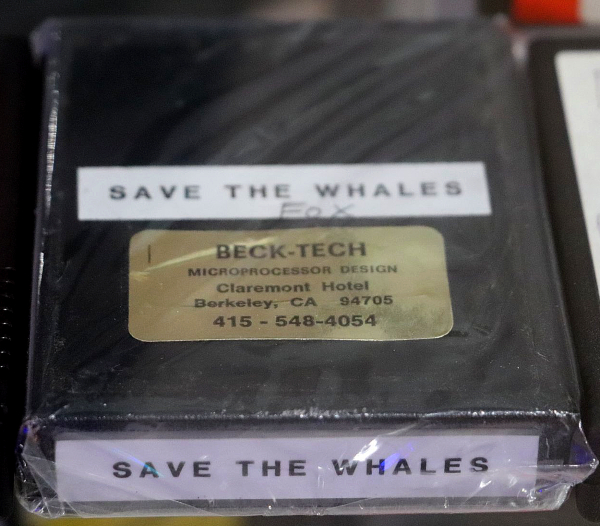 SAVE THE WHALES
Fox
BECK-TECH
MICROPROCESSOR DESIGN
Claremont Hotel
Berkeley, CA 94705
415 - 548-4054
SAVE THE WHALES